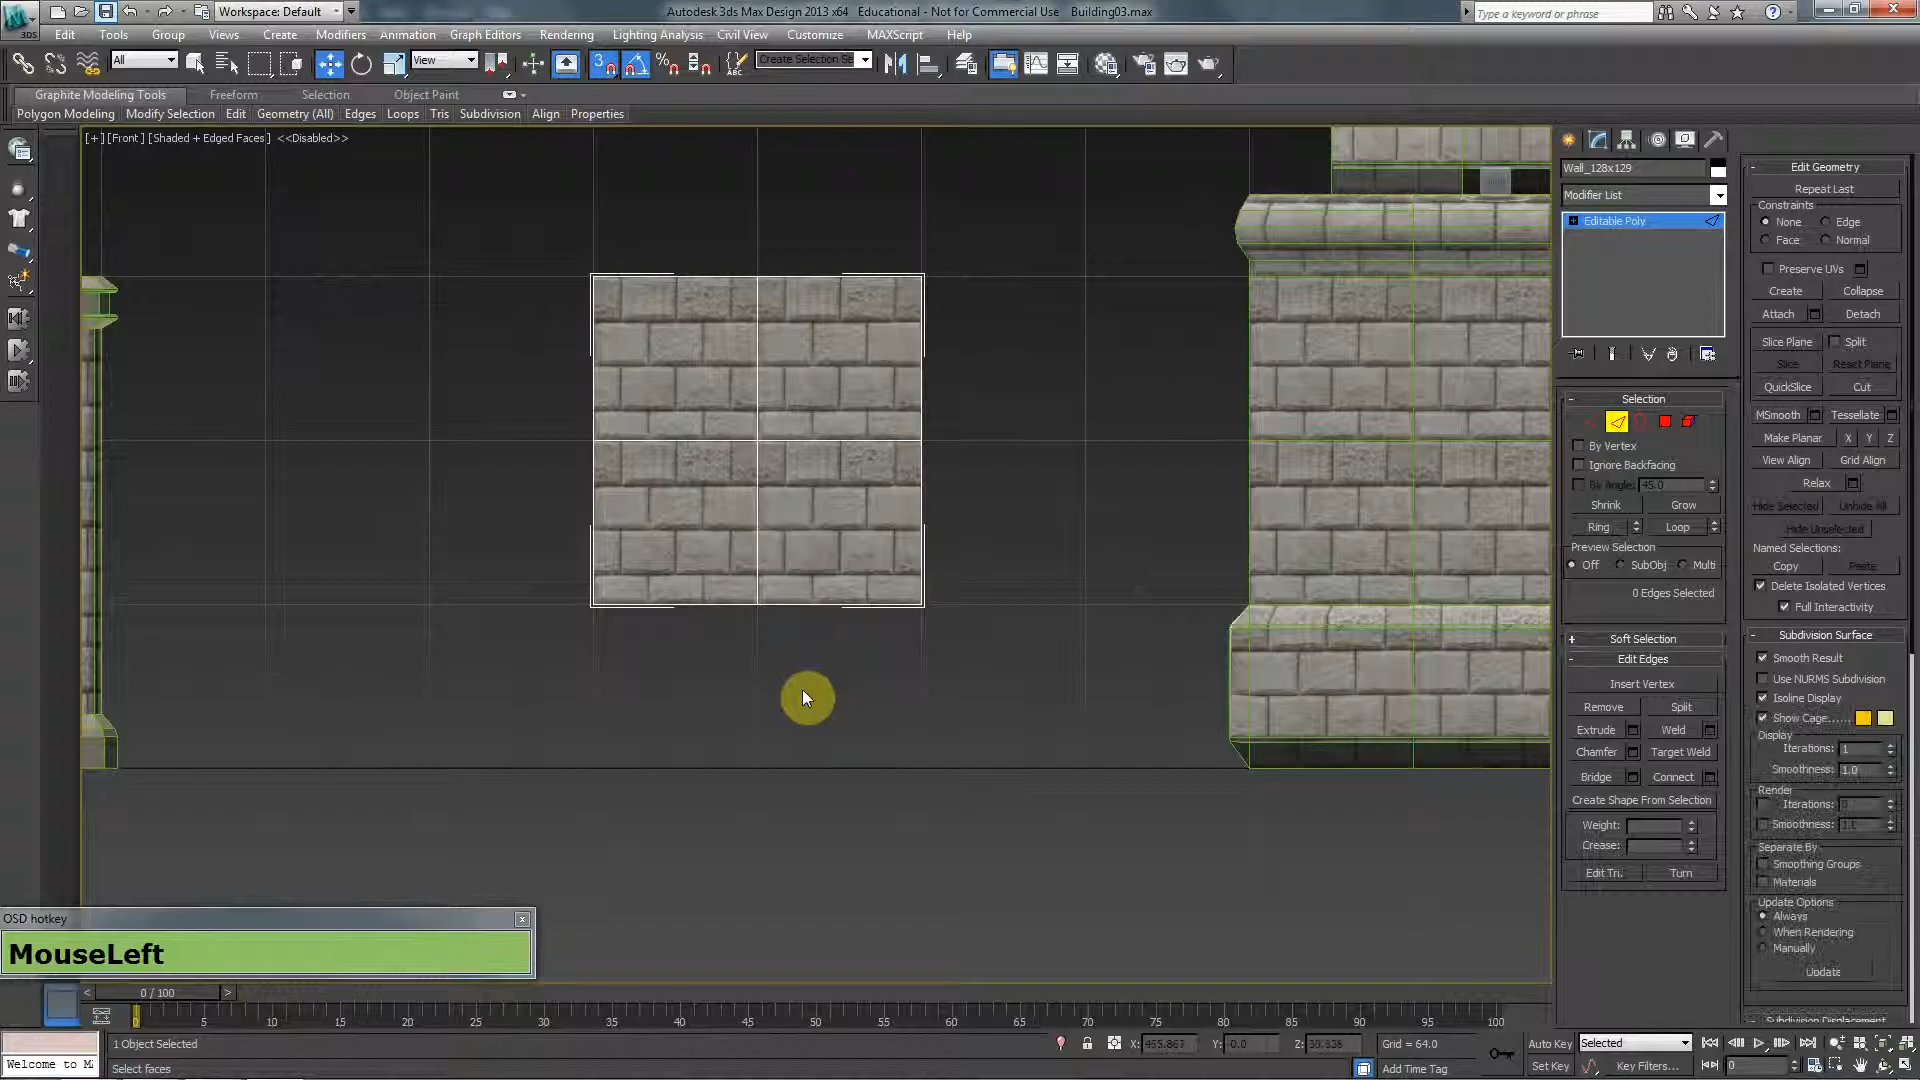 Workspace: Default
Autodesk 3ds Max Design 2013 x64   Educational - Not for Commercial Use   Building03.max
Type a keyword or phrase
3DS
Edit Tools Group Views Create Modifiers Animation Graph Editors Rendering Lighting Analysis Civil View Customize MAXScript Help
All View Create Selection Se
Graphite Modeling Tools Freeform Selection Object Paint
Polygon Modeling Modify Selection Edit Geometry (All) Edges Loops Tris Subdivision Align Properties
[+] [Front] [Shaded + Edged Faces] <<Disabled>>
Wall_128x129
Modifier List
Editable Poly
- Selection
By Vertex
Ignore Backfacing
By Angle: 45.0
Shrink Grow
Ring Loop
Preview Selection
Off SubObj Multi
0 Edges Selected
+ Soft Selection
- Edit Edges
Insert Vertex
Remove Split
Extrude Weld
Chamfer Target Weld
Bridge Connect
Create Shape From Selection
Weight:
Crease:
Edit Tri. Turn
- Edit Geometry
Repeat Last
Constraints
None Edge
Face Normal
Preserve UVs
Create Collapse
Attach Detach
Slice Plane Split
Slice Reset Plane
QuickSlice Cut
MSmooth Tessellate
Make Planar X Y Z
View Align Grid Align
Relax
Hide Selected Unhide All
Hide Unselected
Named Selections:
Copy Paste
Delete Isolated Vertices
Full Interactivity
- Subdivision Surface
Smooth Result
Use NURMS Subdivision
Isoline Display
Show Cage......
Display
Iterations: 1
Smoothness: 1.0
Render
Iterations: 0
Smoothness: 1.0
Separate By
Smoothing Groups
Materials
Update Options
Always
When Rendering
Manually
Update
- Subdivision Displacement
OSD hotkey x
MouseLeft
< 0 / 100 >
0 5 10 15 20 25 30 35 40 45 50 55 60 65 70 75 80 85 90 95 100
1 Object Selected X: 455.867 Y: -0.0 Z: 30.838 Grid = 64.0 Auto Key Selected
Welcome to M Select faces Add Time Tag Set Key Key Filters... 0